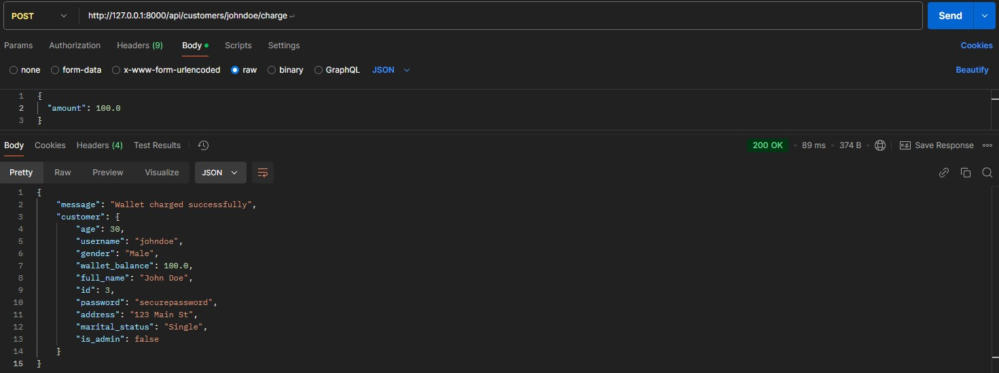 POST http://127.0.0.1:8000/api/customers/johndoe/charge Send
Params Authorization Headers (9) Body Scripts Settings Cookies
none form-data x-www-form-urlencoded raw binary GraphQL JSON Beautify
1 {
2 "amount": 100.0
3 }
Body Cookies Headers (4) Test Results 200 OK 89 ms 374 B e.g. Save Response
Pretty Raw Preview Visualize JSON
1 {
2 "message": "Wallet charged successfully",
3 "customer": {
4 "age": 30,
5 "username": "johndoe",
6 "gender": "Male",
7 "wallet_balance": 100.0,
8 "full_name": "John Doe",
9 "id": 3,
10 "password": "securepassword",
11 "address": "123 Main St",
12 "marital_status": "Single",
13 "is_admin": false
14 }
15 }